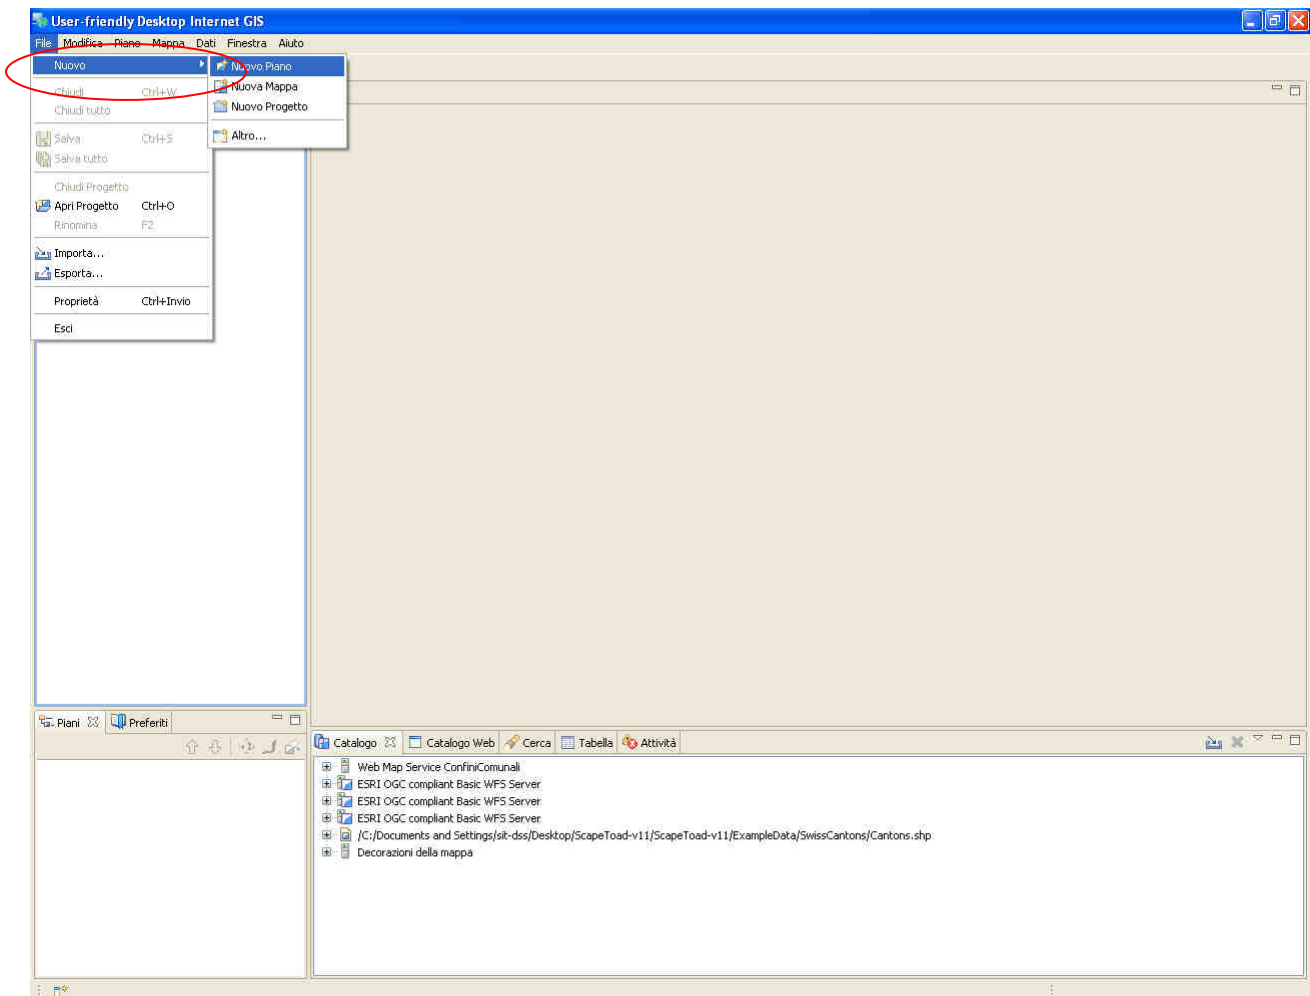 User-friendly Desktop Internet GIS
File Modifica Piano Mappa Dati Finestra Aiuto
Nuovo
Nuovo Piano
Nuova Mappa
Nuovo Progetto
Altro...
Chiudi Ctrl+W
Chiudi tutto
Salva Ctrl+S
Salva tutto
Chiudi Progetto
Apri Progetto Ctrl+O
Rinomina F2
Importa...
Esporta...
Proprietà Ctrl+Invio
Esci
Piani Preferiti
Catalogo Catalogo Web Cerca Tabella Attività
Web Map Service ConfiniComunali
ESRI OGC compliant Basic WFS Server
ESRI OGC compliant Basic WFS Server
ESRI OGC compliant Basic WFS Server
/C:/Documents and Settings/sit-dss/Desktop/ScapeToad-v11/ScapeToad-v11/ExampleData/SwissCantons/Cantons.shp
Decorazioni della mappa